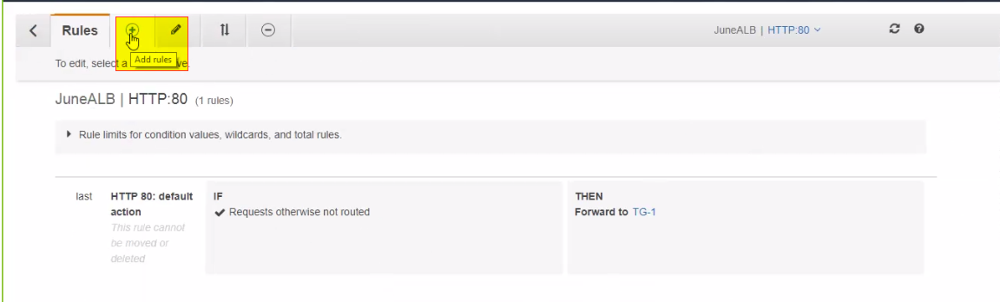 Rules
JuneALB | HTTP:80
Add rules
To edit, select a ve.
JuneALB | HTTP:80 (1 rules)
Rule limits for condition values, wildcards, and total rules.
last
HTTP 80: default
action
This rule cannot
be moved or
deleted
IF
Requests otherwise not routed
THEN
Forward to TG-1